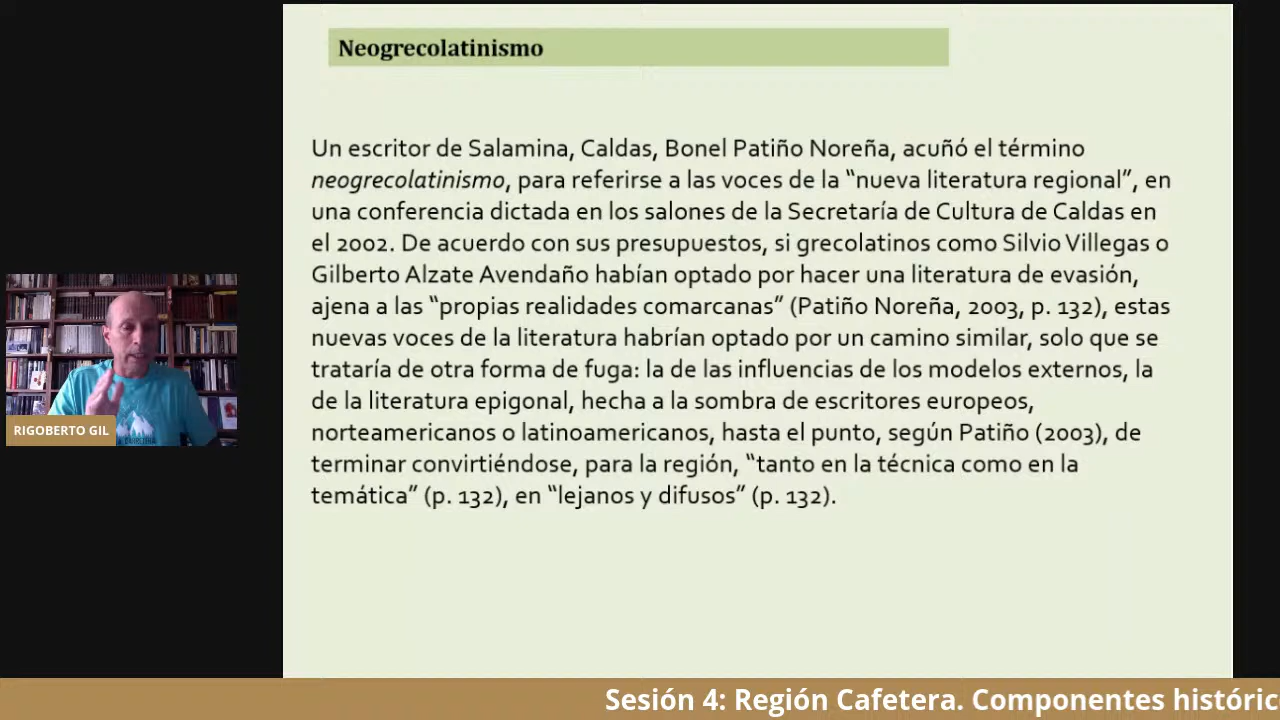 Neogrecolatinismo
Un escritor de Salamina, Caldas, Bonel Patiño Noreña, acuñó el término
neogrecolatinismo, para referirse a las voces de la “nueva literatura regional”, en
una conferencia dictada en los salones de la Secretaría de Cultura de Caldas en
el 2002. De acuerdo con sus presupuestos, si grecolatinos como Silvio Villegas o
Gilberto Alzate Avendaño habían optado por hacer una literatura de evasión,
ajena a las “propias realidades comarcanas” (Patiño Noreña, 2003, p. 132), estas
nuevas voces de la literatura habrían optado por un camino similar, solo que se
trataría de otra forma de fuga: la de las influencias de los modelos externos, la
de la literatura epigonal, hecha a la sombra de escritores europeos,
norteamericanos o latinoamericanos, hasta el punto, según Patiño (2003), de
terminar convirtiéndose, para la región, “tanto en la técnica como en la
temática” (p. 132), en “lejanos y difusos” (p. 132).
RIGOBERTO GIL
Sesión 4: Región Cafetera. Componentes históric